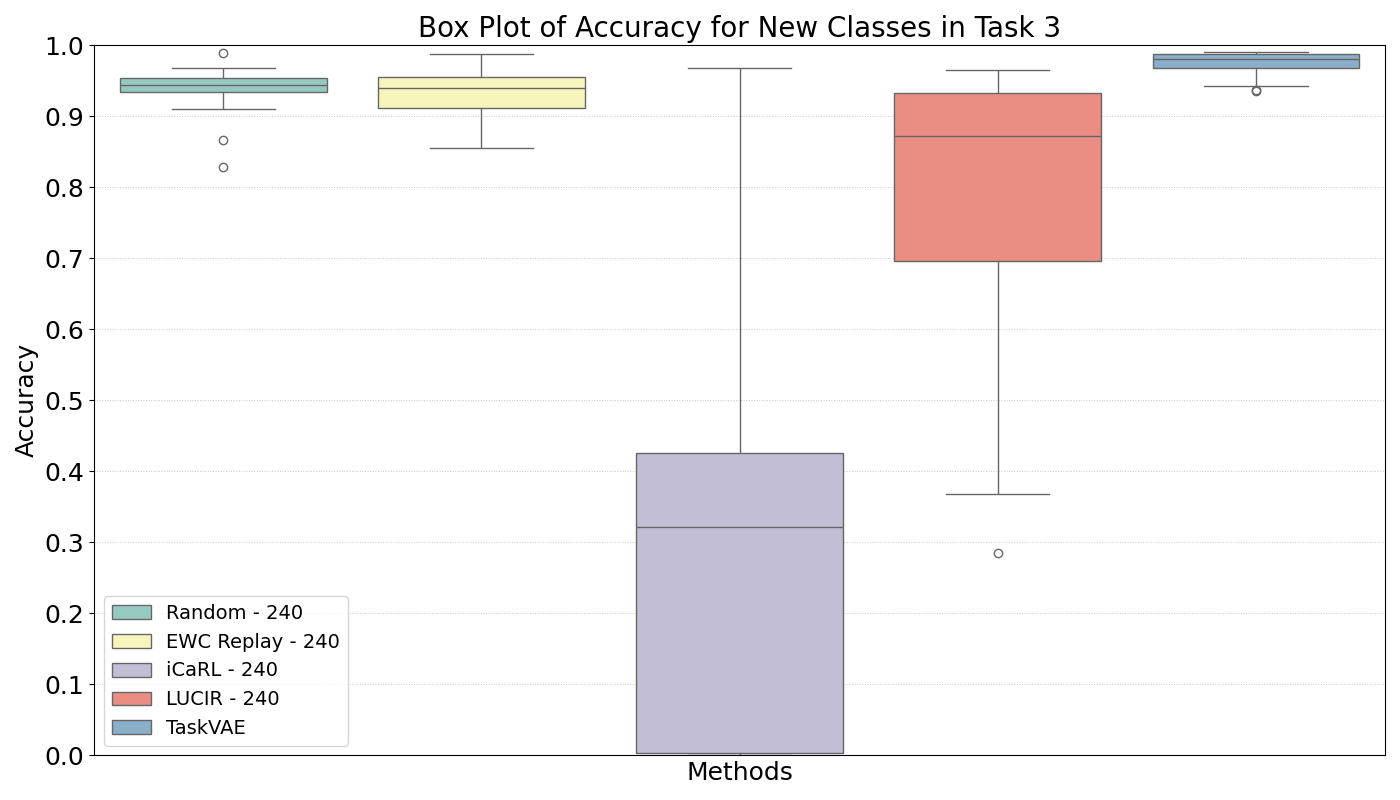 Box Plot of Accuracy for New Classes in Task 3
1.0
0.9
0.8
0.7
0.6
0.5
0.4
0.3
0.2
0.1
0.0
Accuracy
Random - 240
EWC Replay - 240
iCaRL - 240
LUCIR - 240
TaskVAE
Methods